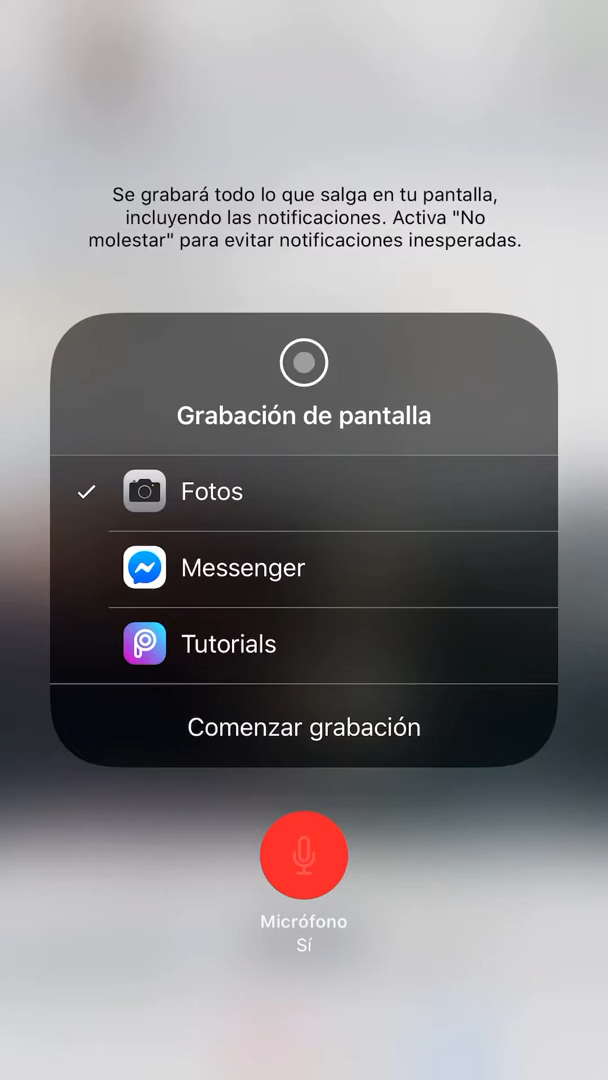 Se grabará todo lo que salga en tu pantalla,
incluyendo las notificaciones. Activa "No
molestar" para evitar notificaciones inesperadas.
Grabación de pantalla
Fotos
Messenger
Tutorials
Comenzar grabación
Micrófono
Sí